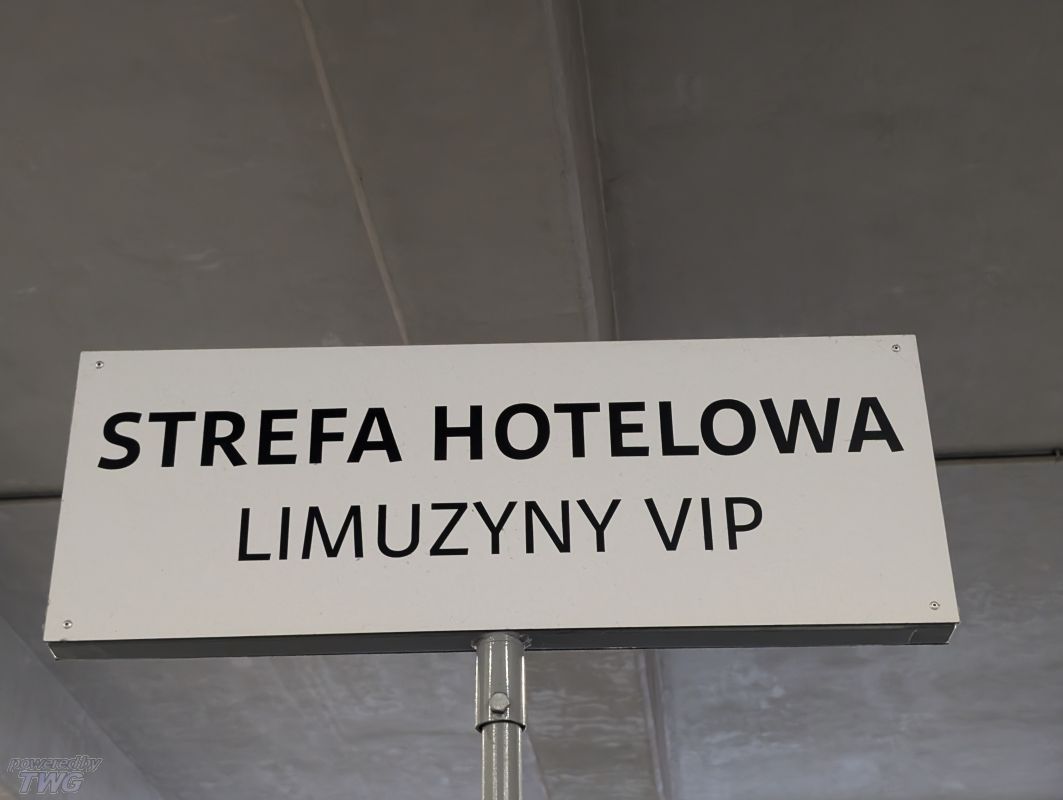 STREFA HOTELOWA
LIMUZYNY VIP
powered by
TWG